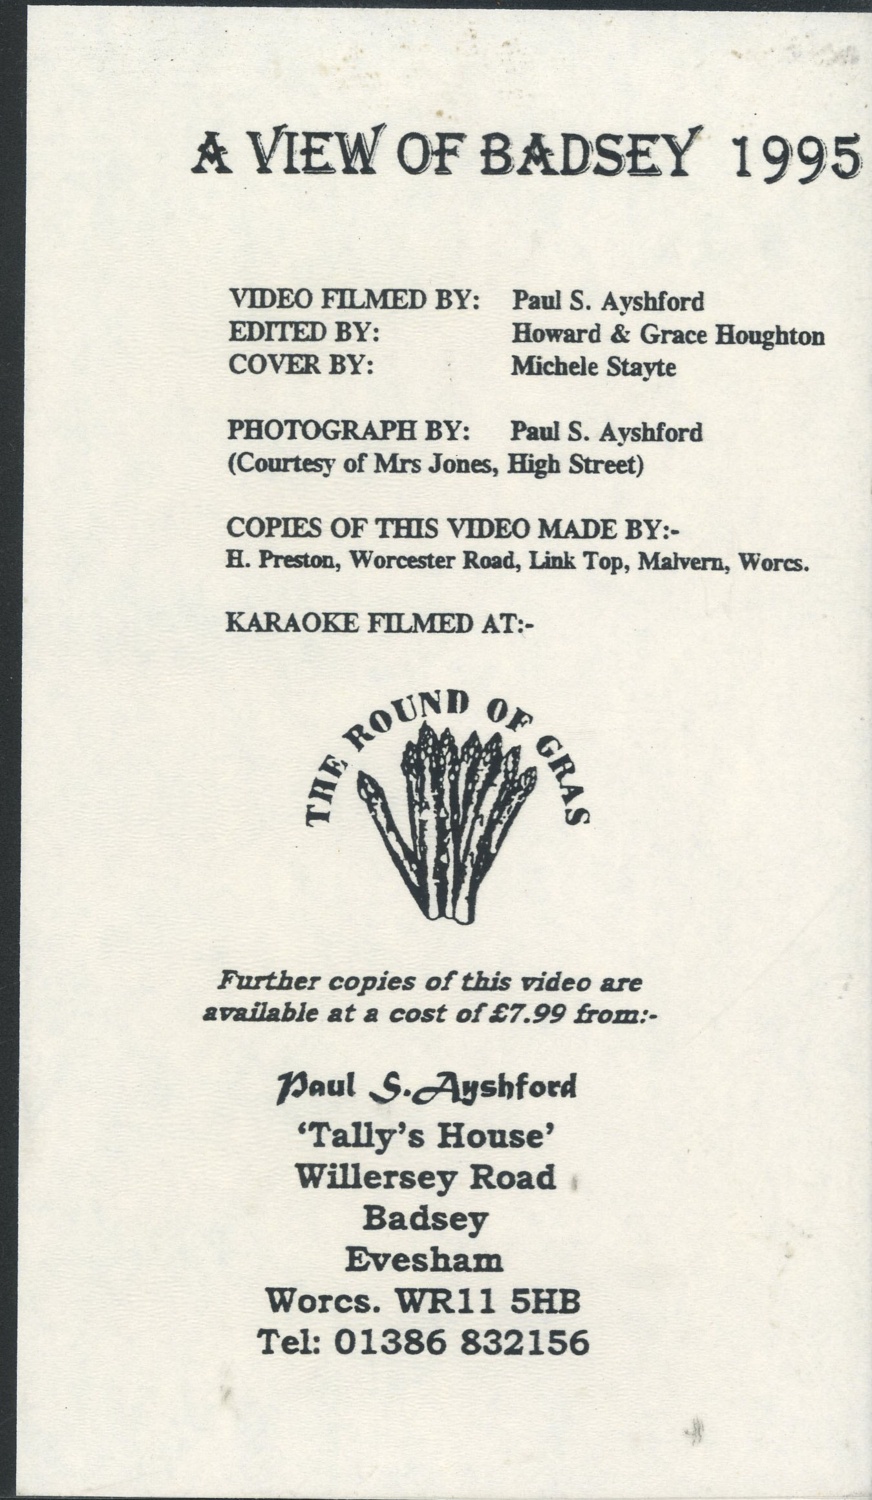 A VIEW OF BADSEY 1995
VIDEO FILMED BY: Paul S. Ayshford
EDITED BY: Howard & Grace Houghton
COVER BY: Michele Stayte
PHOTOGRAPH BY: Paul S. Ayshford
(Courtesy of Mrs Jones, High Street)
COPIES OF THIS VIDEO MADE BY:-
H. Preston, Worcester Road, Link Top, Malvern, Worcs.
KARAOKE FILMED AT:-
THE ROUND OF GRAS
Further copies of this video are
available at a cost of £7.99 from:-
Paul S. Ayshford
‘Tally’s House’
Willersey Road
Badsey
Evesham
Worcs. WR11 5HB
Tel: 01386 832156